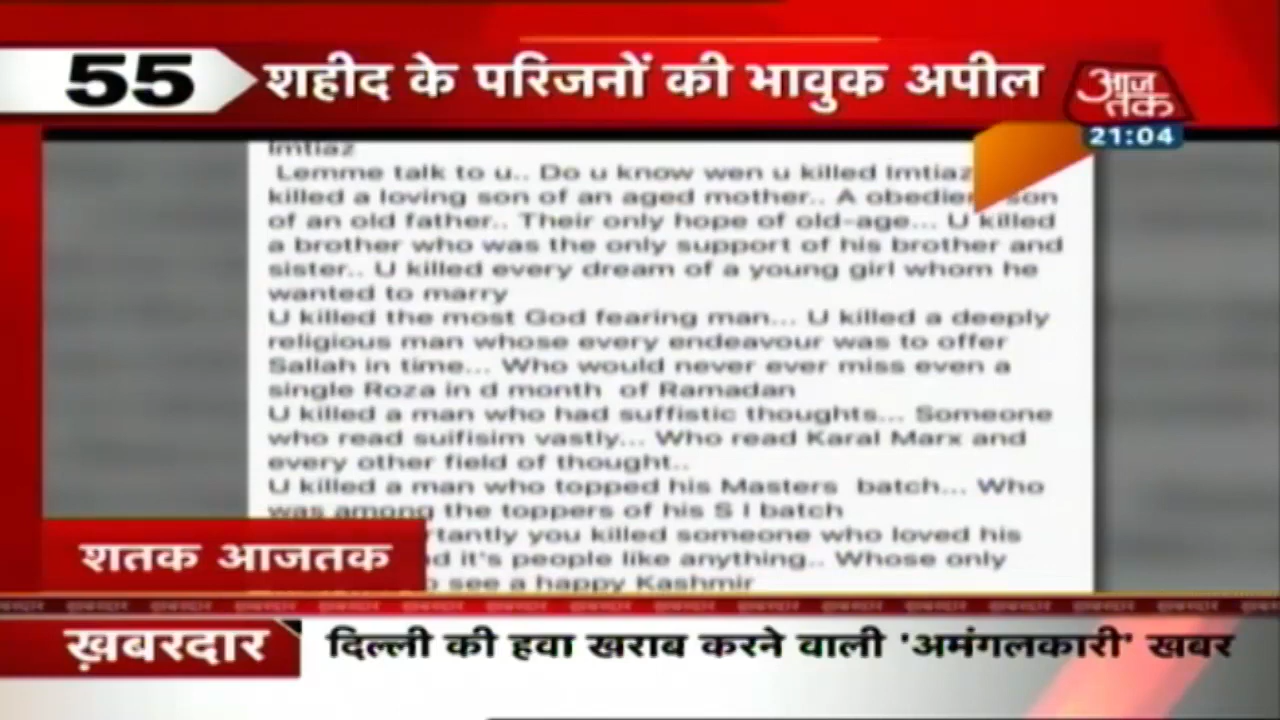 55
शहीद के परिजनों की भावुक अपील
आज
तक
21:04
Imtiaz
Lemme talk to u.. Do u know wen u killed Imtiaz
killed a loving son of an aged mother.. A obedien son
of an old father.. Their only hope of old-age... U killed
a brother who was the only support of his brother and
sister.. U killed every dream of a young girl whom he
wanted to marry
U killed the most God fearing man... U killed a deeply
religious man whose every endeavour was to offer
Sallah in time... Who would never ever miss even a
single Roza in d month of Ramadan
U killed a man who had suffistic thoughts... Someone
who read suifisim vastly... Who read Karal Marx and
every other field of thought..
U killed a man who topped his Masters batch... Who
was among the toppers of his S I batch
rtantly you killed someone who loved his
d it's people like anything.. Whose only
see a happy Kashmir
शतक आजतक
ख़बरदार
दिल्ली की हवा खराब करने वाली 'अमंगलकारी' खबर